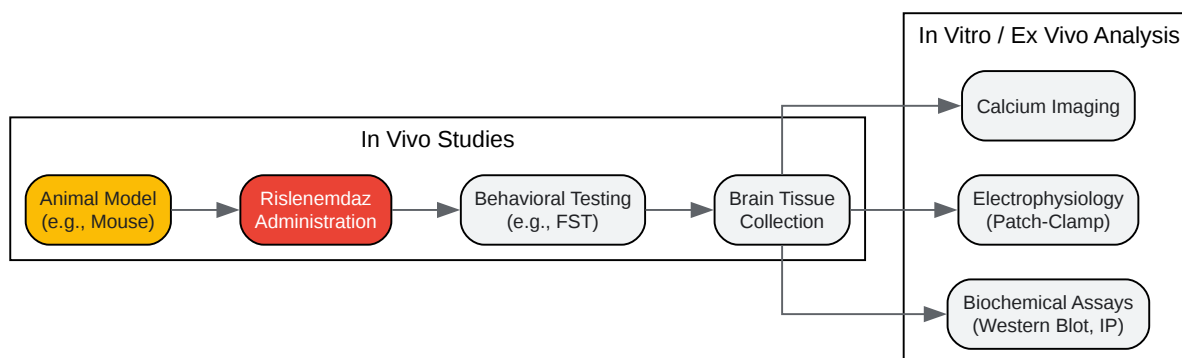 In Vivo Studies
Animal Model
(e.g., Mouse)
Rislenemdaz
Administration
Behavioral Testing
(e.g., FST)
Brain Tissue
Collection
In Vitro / Ex Vivo Analysis
Calcium Imaging
Electrophysiology
(Patch-Clamp)
Biochemical Assays
(Western Blot, IP)